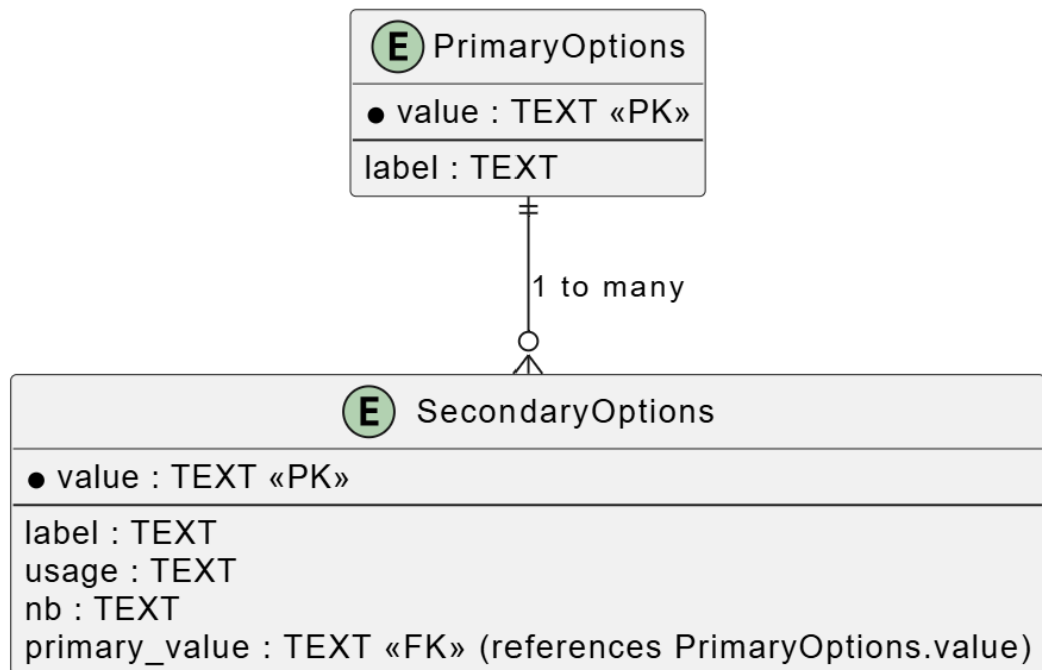 E PrimaryOptions
● value : TEXT «PK»
label : TEXT
1 to many
E SecondaryOptions
● value : TEXT «PK»
label : TEXT
usage : TEXT
nb : TEXT
primary_value : TEXT «FK» (references PrimaryOptions.value)